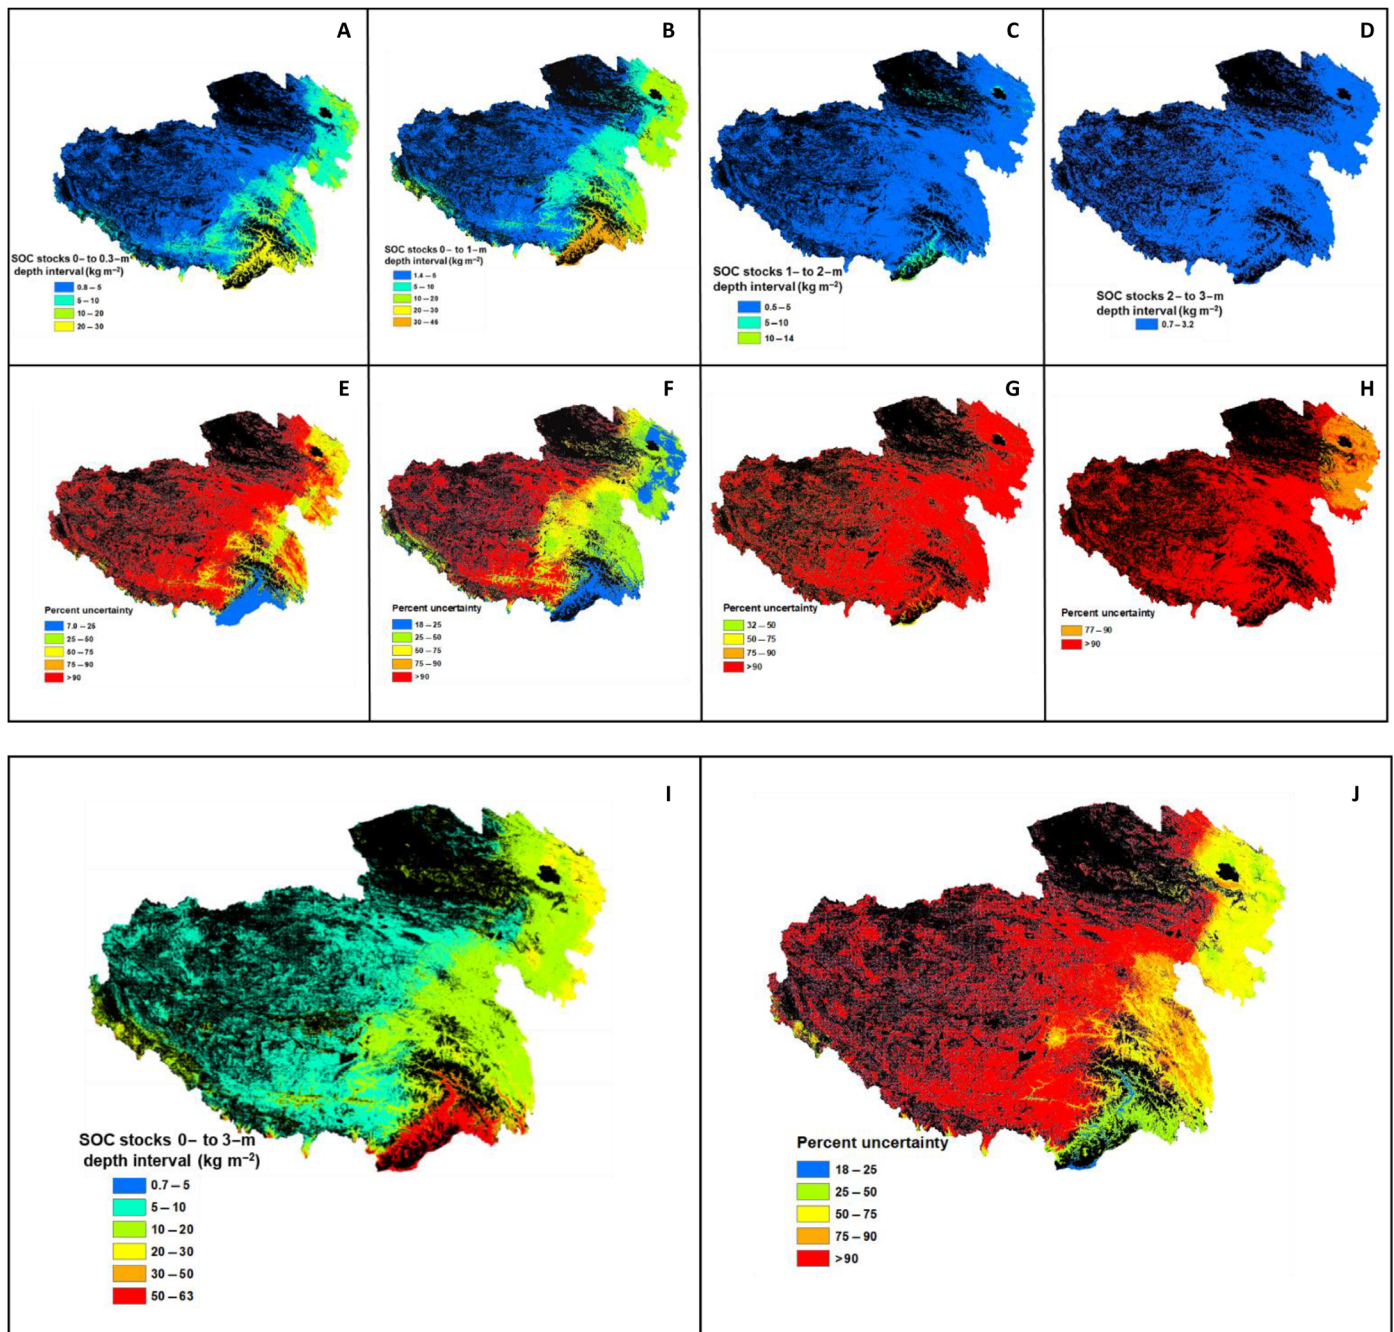 A
SOC stocks 0– to 0.3–m
depth interval (kg m⁻²)
0.8 – 5
5 – 10
10 – 20
20 – 30
B
SOC stocks 0– to 1–m
depth interval (kg m⁻²)
1.4 – 5
5 – 10
10 – 20
20 – 30
30 – 46
C
SOC stocks 1– to 2–m
depth interval (kg m⁻²)
0.5 – 5
5 – 10
10 – 14
D
SOC stocks 2– to 3–m
depth interval (kg m⁻²)
0.7 – 3.2
E
Percent uncertainty
7.0 – 25
25 – 50
50 – 75
75 – 90
>90
F
Percent uncertainty
18 – 25
25 – 50
50 – 75
75 – 90
>90
G
Percent uncertainty
32 – 50
50 – 75
75 – 90
>90
H
Percent uncertainty
77 – 90
>90
I
SOC stocks 0– to 3–m
depth interval (kg m⁻²)
0.7 – 5
5 – 10
10 – 20
20 – 30
30 – 50
50 – 63
J
Percent uncertainty
18 – 25
25 – 50
50 – 75
75 – 90
>90